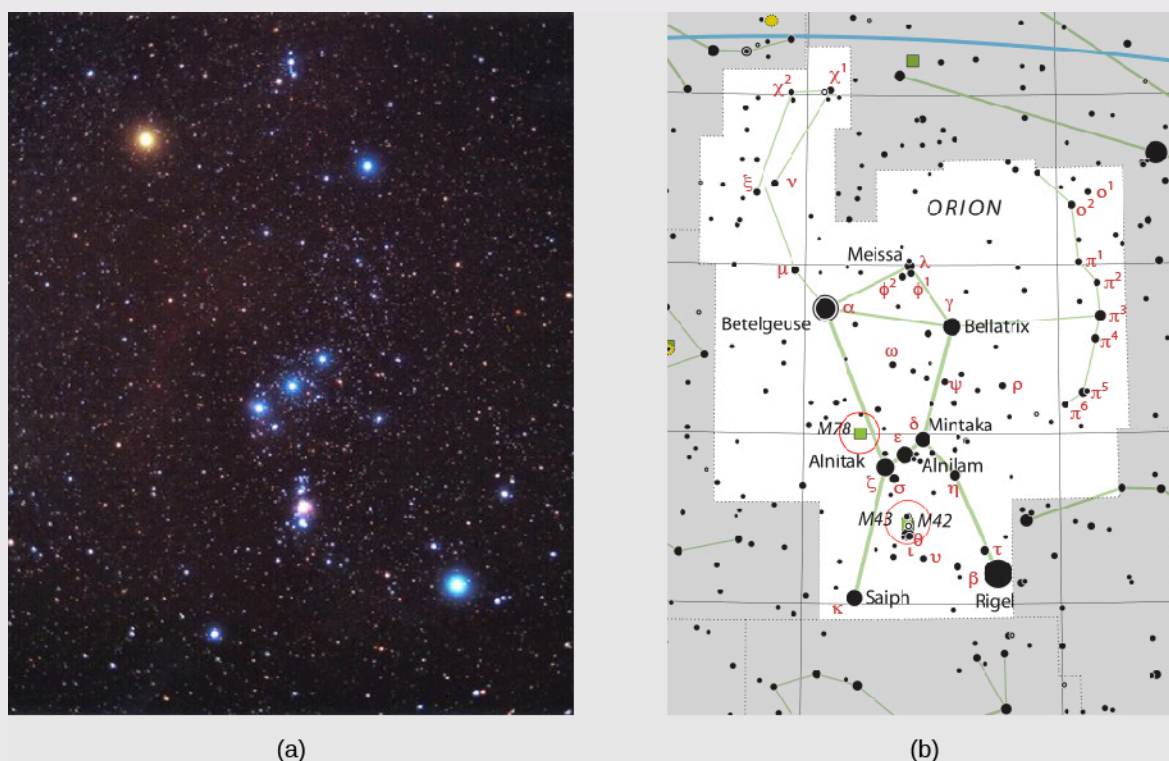 χ² χ¹
ξ ν
ο¹
ο²
ORION
Meissa λ
π¹
μ
φ² φ¹
π²
α γ
π³
Betelgeuse Bellatrix
π⁴
ω
ψ ρ
π⁵
π⁶
M78 δ Mintaka
ε
Alnitak Alnilam
ζ σ η
M43 M42
θ
ι υ τ
β
κ Saiph Rigel
(a) (b)